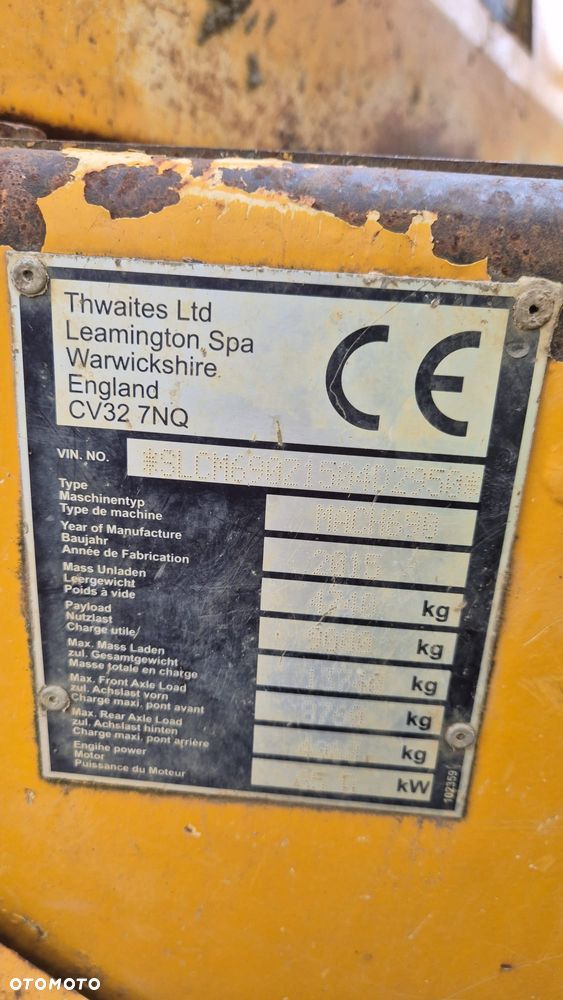 Thwaites Ltd
Leamington Spa
Warwickshire
England
CV32 7NQ
CE
VIN. NO.
Type
Maschinentyp
Type de machine
MACH690
Year of Manufacture
Baujahr
Année de Fabrication
2015
Mass Unladen
Leergewicht
Poids à vide
kg
Payload
Nutzlast
Charge utile
kg
Max. Mass Laden
zul. Gesamtgewicht
Masse totale en charge
kg
Max. Front Axle Load
zul. Achslast vorn
Charge maxi, pont avant
kg
Max. Rear Axle Load
zul. Achslast hinten
Charge maxi, pont arrière
kg
Engine power
Motor
Puissance du Moteur
kW
102359
OTOMOTO